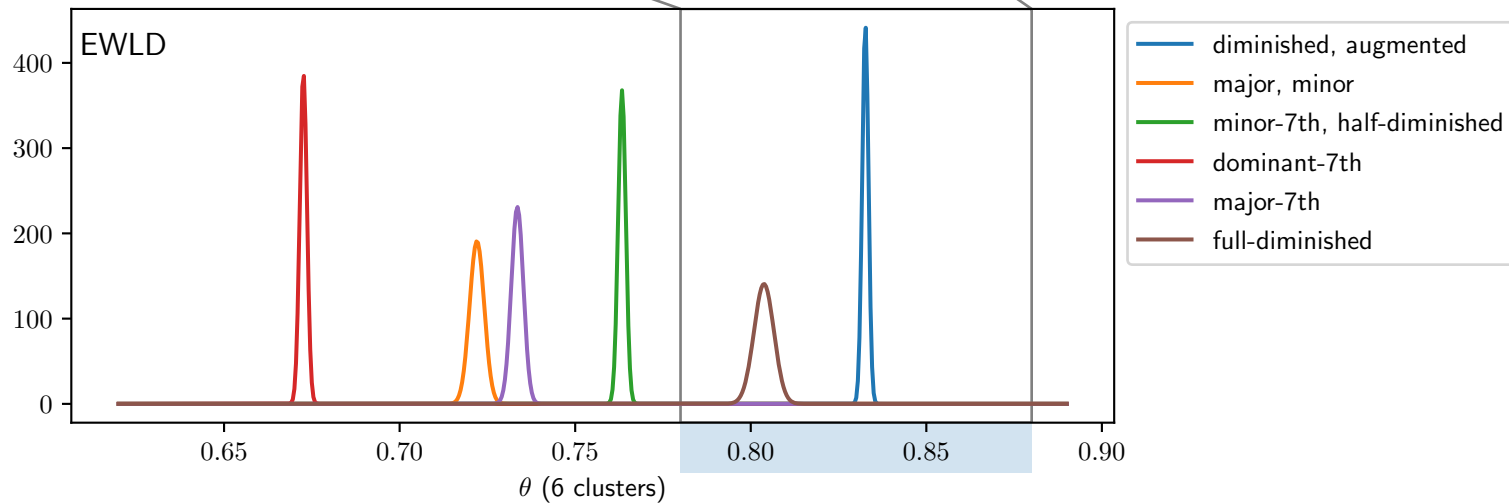 EWLD
400
300
200
100
0
0.65 0.70 0.75 0.80 0.85 0.90
θ (6 clusters)
diminished, augmented
major, minor
minor-7th, half-diminished
dominant-7th
major-7th
full-diminished